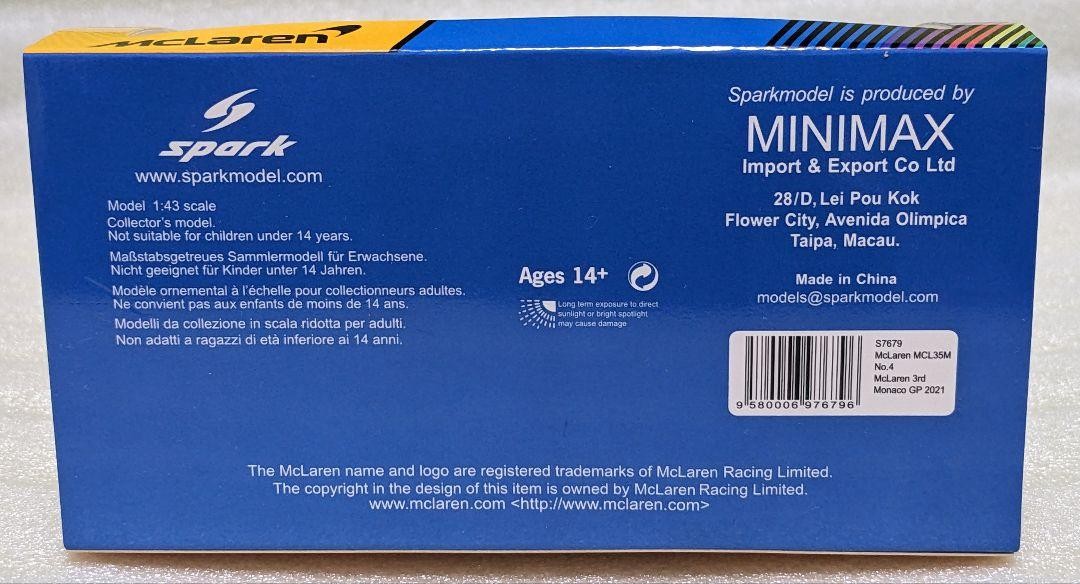 McLaren
spark
www.sparkmodel.com
Model 1:43 scale
Collector's model.
Not suitable for children under 14 years.
Maßstabsgetreues Sammlermodell für Erwachsene.
Nicht geeignet für Kinder unter 14 Jahren.
Modèle ornemental à l'échelle pour collectionneurs adultes.
Ne convient pas aux enfants de moins de 14 ans.
Modelli da collezione in scala ridotta per adulti.
Non adatti a ragazzi di età inferiore ai 14 anni.
Ages 14+
Long term exposure to direct
sunlight or bright spotlight
may cause damage
Sparkmodel is produced by
MINIMAX
Import & Export Co Ltd
28/D, Lei Pou Kok
Flower City, Avenida Olímpica
Taipa, Macau.
Made in China
models@sparkmodel.com
S7679
McLaren MCL35M
No.4
McLaren 3rd
Monaco GP 2021
9 580006 976796
The McLaren name and logo are registered trademarks of McLaren Racing Limited.
The copyright in the design of this item is owned by McLaren Racing Limited.
www.mclaren.com <http://www.mclaren.com>